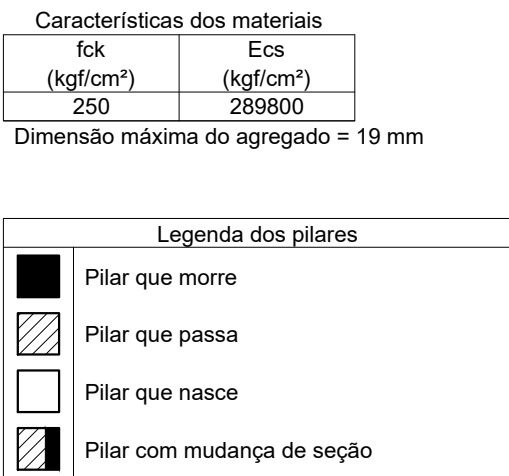 Características dos materiais
fck Ecs
(kgf/cm²) (kgf/cm²)
250 289800
Dimensão máxima do agregado = 19 mm
Legenda dos pilares
Pilar que morre
Pilar que passa
Pilar que nasce
Pilar com mudança de seção